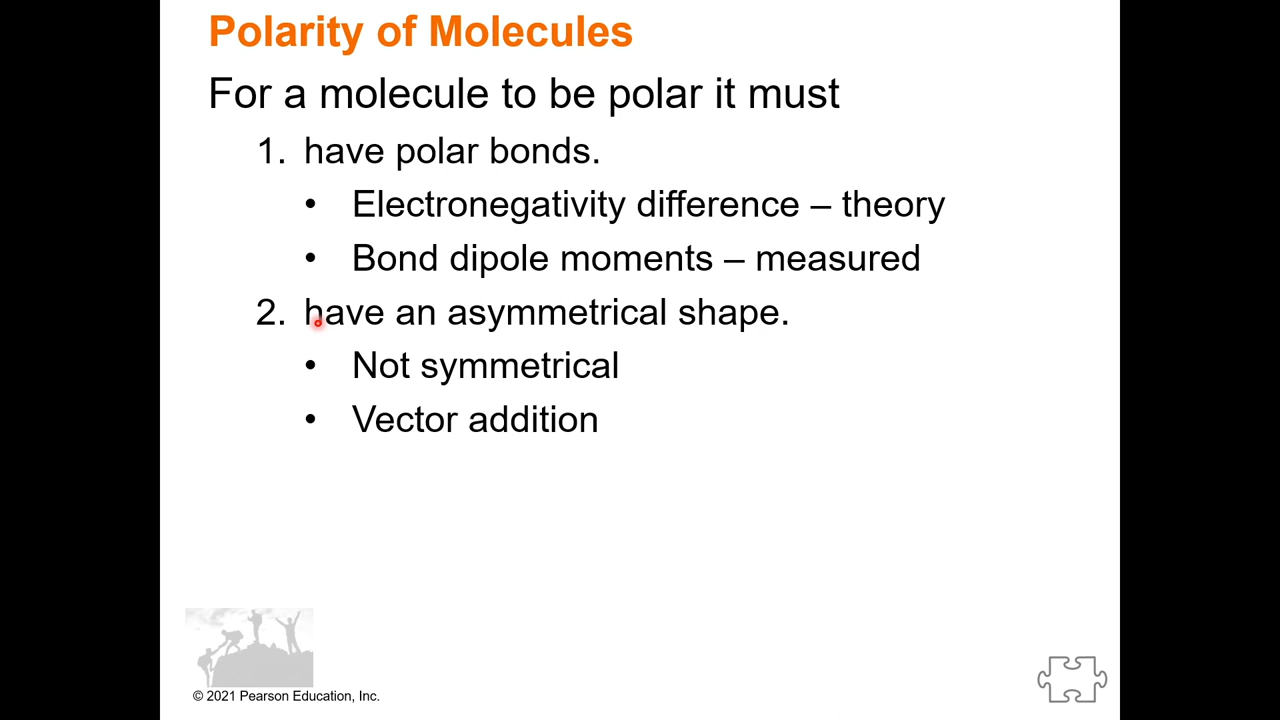 Polarity of Molecules
For a molecule to be polar it must
1. have polar bonds.
• Electronegativity difference – theory
• Bond dipole moments – measured
2. have an asymmetrical shape.
• Not symmetrical
• Vector addition
© 2021 Pearson Education, Inc.